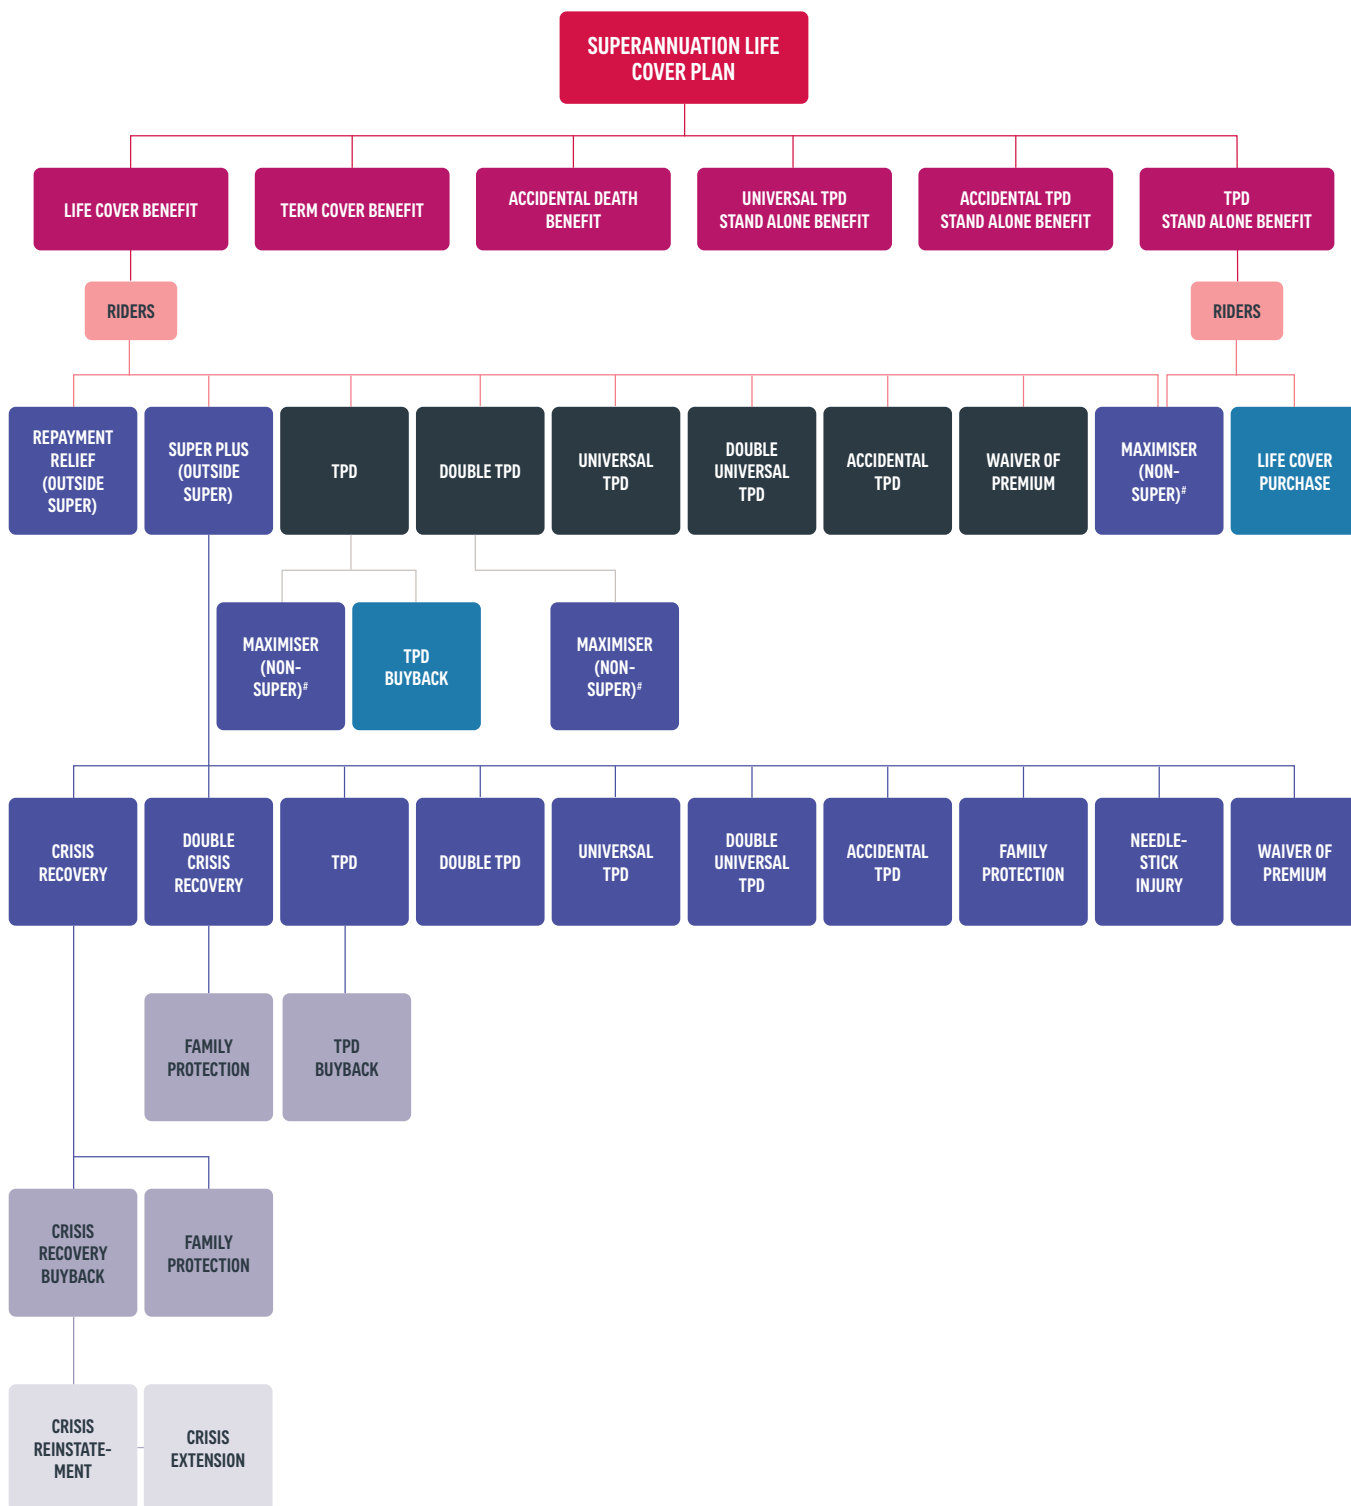 SUPERANNUATION LIFE
COVER PLAN
LIFE COVER BENEFIT
TERM COVER BENEFIT
ACCIDENTAL DEATH
BENEFIT
UNIVERSAL TPD
STAND ALONE BENEFIT
ACCIDENTAL TPD
STAND ALONE BENEFIT
TPD
STAND ALONE BENEFIT
RIDERS
RIDERS
REPAYMENT
RELIEF
(OUTSIDE
SUPER)
SUPER PLUS
(OUTSIDE
SUPER)
TPD
DOUBLE TPD
UNIVERSAL
TPD
DOUBLE
UNIVERSAL
TPD
ACCIDENTAL
TPD
WAIVER OF
PREMIUM
MAXIMISER
(NON-
SUPER)#
LIFE COVER
PURCHASE
MAXIMISER
(NON-
SUPER)#
TPD
BUYBACK
MAXIMISER
(NON-
SUPER)#
CRISIS
RECOVERY
DOUBLE
CRISIS
RECOVERY
TPD
DOUBLE TPD
UNIVERSAL
TPD
DOUBLE
UNIVERSAL
TPD
ACCIDENTAL
TPD
FAMILY
PROTECTION
NEEDLE-
STICK
INJURY
WAIVER OF
PREMIUM
FAMILY
PROTECTION
TPD
BUYBACK
CRISIS
RECOVERY
BUYBACK
FAMILY
PROTECTION
CRISIS
REINSTATE-
MENT
CRISIS
EXTENSION